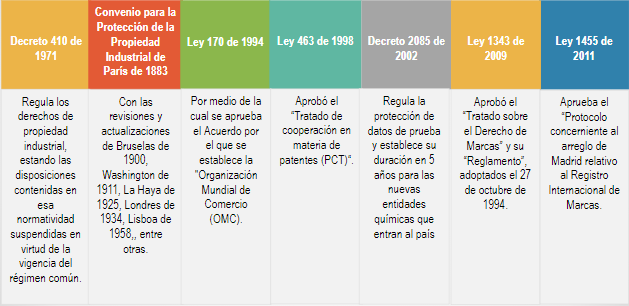 Decreto 410 de
1971
Convenio para la
Protección de la
Propiedad
Industrial de
París de 1883
Ley 170 de 1994
Ley 463 de 1998
Decreto 2085 de
2002
Ley 1343 de
2009
Ley 1455 de
2011
Regula los
derechos de
propiedad
industrial,
estando las
disposiciones
contenidas en
esa
normatividad
suspendidas en
virtud de la
vigencia del
régimen común.
Con las
revisiones y
actualizaciones
de Bruselas de
1900,
Washington de
1911, La Haya de
1925, Londres de
1934, Lisboa de
1958,, entre
otras.
Por medio de la
cual se aprueba
el Acuerdo por
el que se
establece la
"Organización
Mundial de
Comercio
(OMC).
Aprobó el
“Tratado de
cooperación en
materia de
patentes (PCT)“.
Regula la
protección de
datos de prueba
y establece su
duración en 5
años para las
nuevas
entidades
químicas que
entran al país
Aprobó el
“Tratado sobre
el Derecho de
Marcas” y su
“Reglamento”,
adoptados el 27
de octubre de
1994.
Aprueba el
“Protocolo
concerniente al
arreglo de
Madrid relativo
al Registro
Internacional de
Marcas.